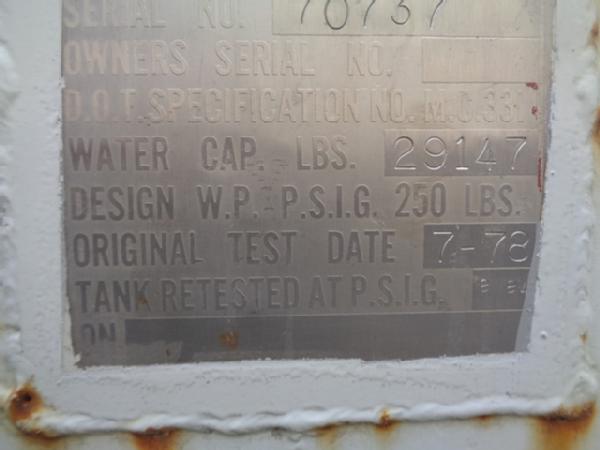 SERIAL NO. 70737
OWNERS SERIAL NO.
D.O.T. SPECIFICATION NO. M.C.331
WATER CAP. LBS. 29147
DESIGN W.P. P.S.I.G. 250 LBS.
ORIGINAL TEST DATE 7-78
TANK RETESTED AT P.S.I.G.
ON